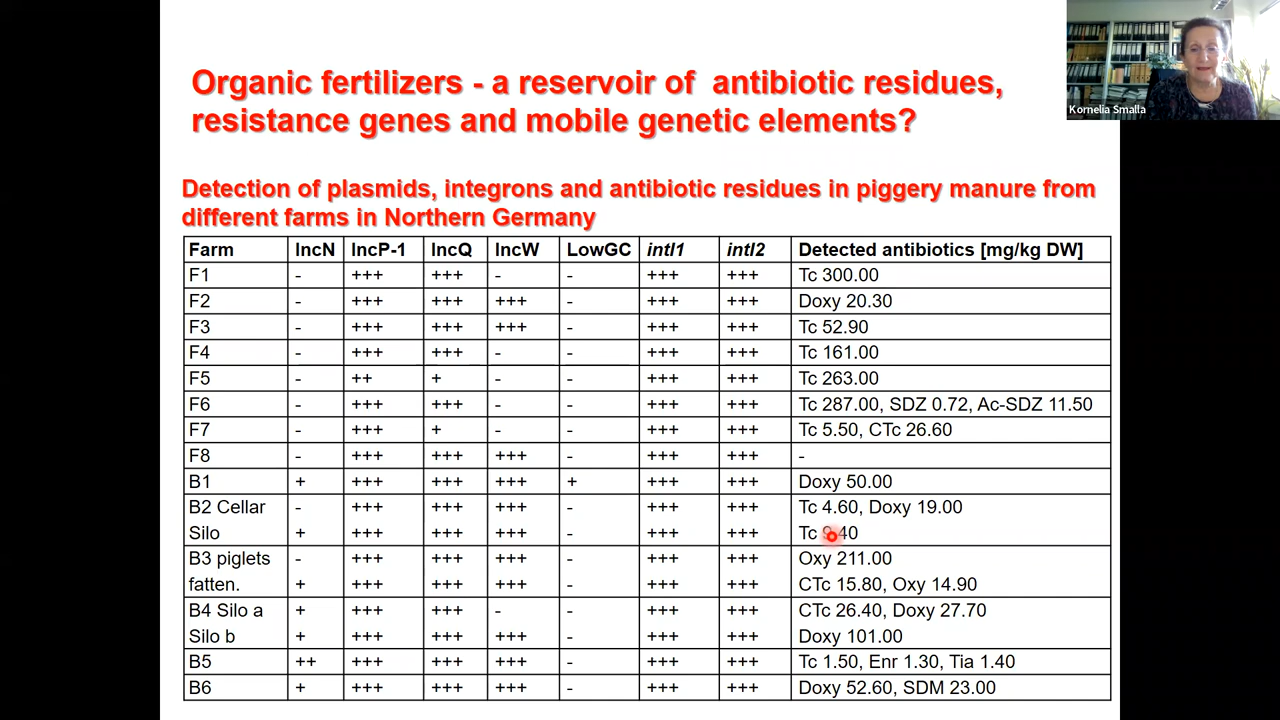 Organic fertilizers - a reservoir of antibiotic residues,
resistance genes and mobile genetic elements?
Kornelia Smalla
Detection of plasmids, integrons and antibiotic residues in piggery manure from
different farms in Northern Germany
Farm IncN IncP-1 IncQ IncW LowGC intI1 intI2 Detected antibiotics [mg/kg DW]
F1 - +++ +++ - - +++ +++ Tc 300.00
F2 - +++ +++ +++ - +++ +++ Doxy 20.30
F3 - +++ +++ +++ - +++ +++ Tc 52.90
F4 - +++ +++ - - +++ +++ Tc 161.00
F5 - ++ + - - +++ +++ Tc 263.00
F6 - +++ +++ - - +++ +++ Tc 287.00, SDZ 0.72, Ac-SDZ 11.50
F7 - +++ + - - +++ +++ Tc 5.50, CTc 26.60
F8 - +++ +++ +++ - +++ +++ -
B1 + +++ +++ +++ + +++ +++ Doxy 50.00
B2 Cellar - +++ +++ +++ - +++ +++ Tc 4.60, Doxy 19.00
Silo + +++ +++ +++ - +++ +++ Tc
B3 piglets - +++ +++ +++ - +++ +++ Oxy 211.00
fatten. + +++ +++ +++ - +++ +++ CTc 15.80, Oxy 14.90
B4 Silo a + +++ +++ - - +++ +++ CTc 26.40, Doxy 27.70
Silo b + +++ +++ +++ - +++ +++ Doxy 101.00
B5 ++ +++ +++ +++ - +++ +++ Tc 1.50, Enr 1.30, Tia 1.40
B6 + +++ +++ +++ - +++ +++ Doxy 52.60, SDM 23.00